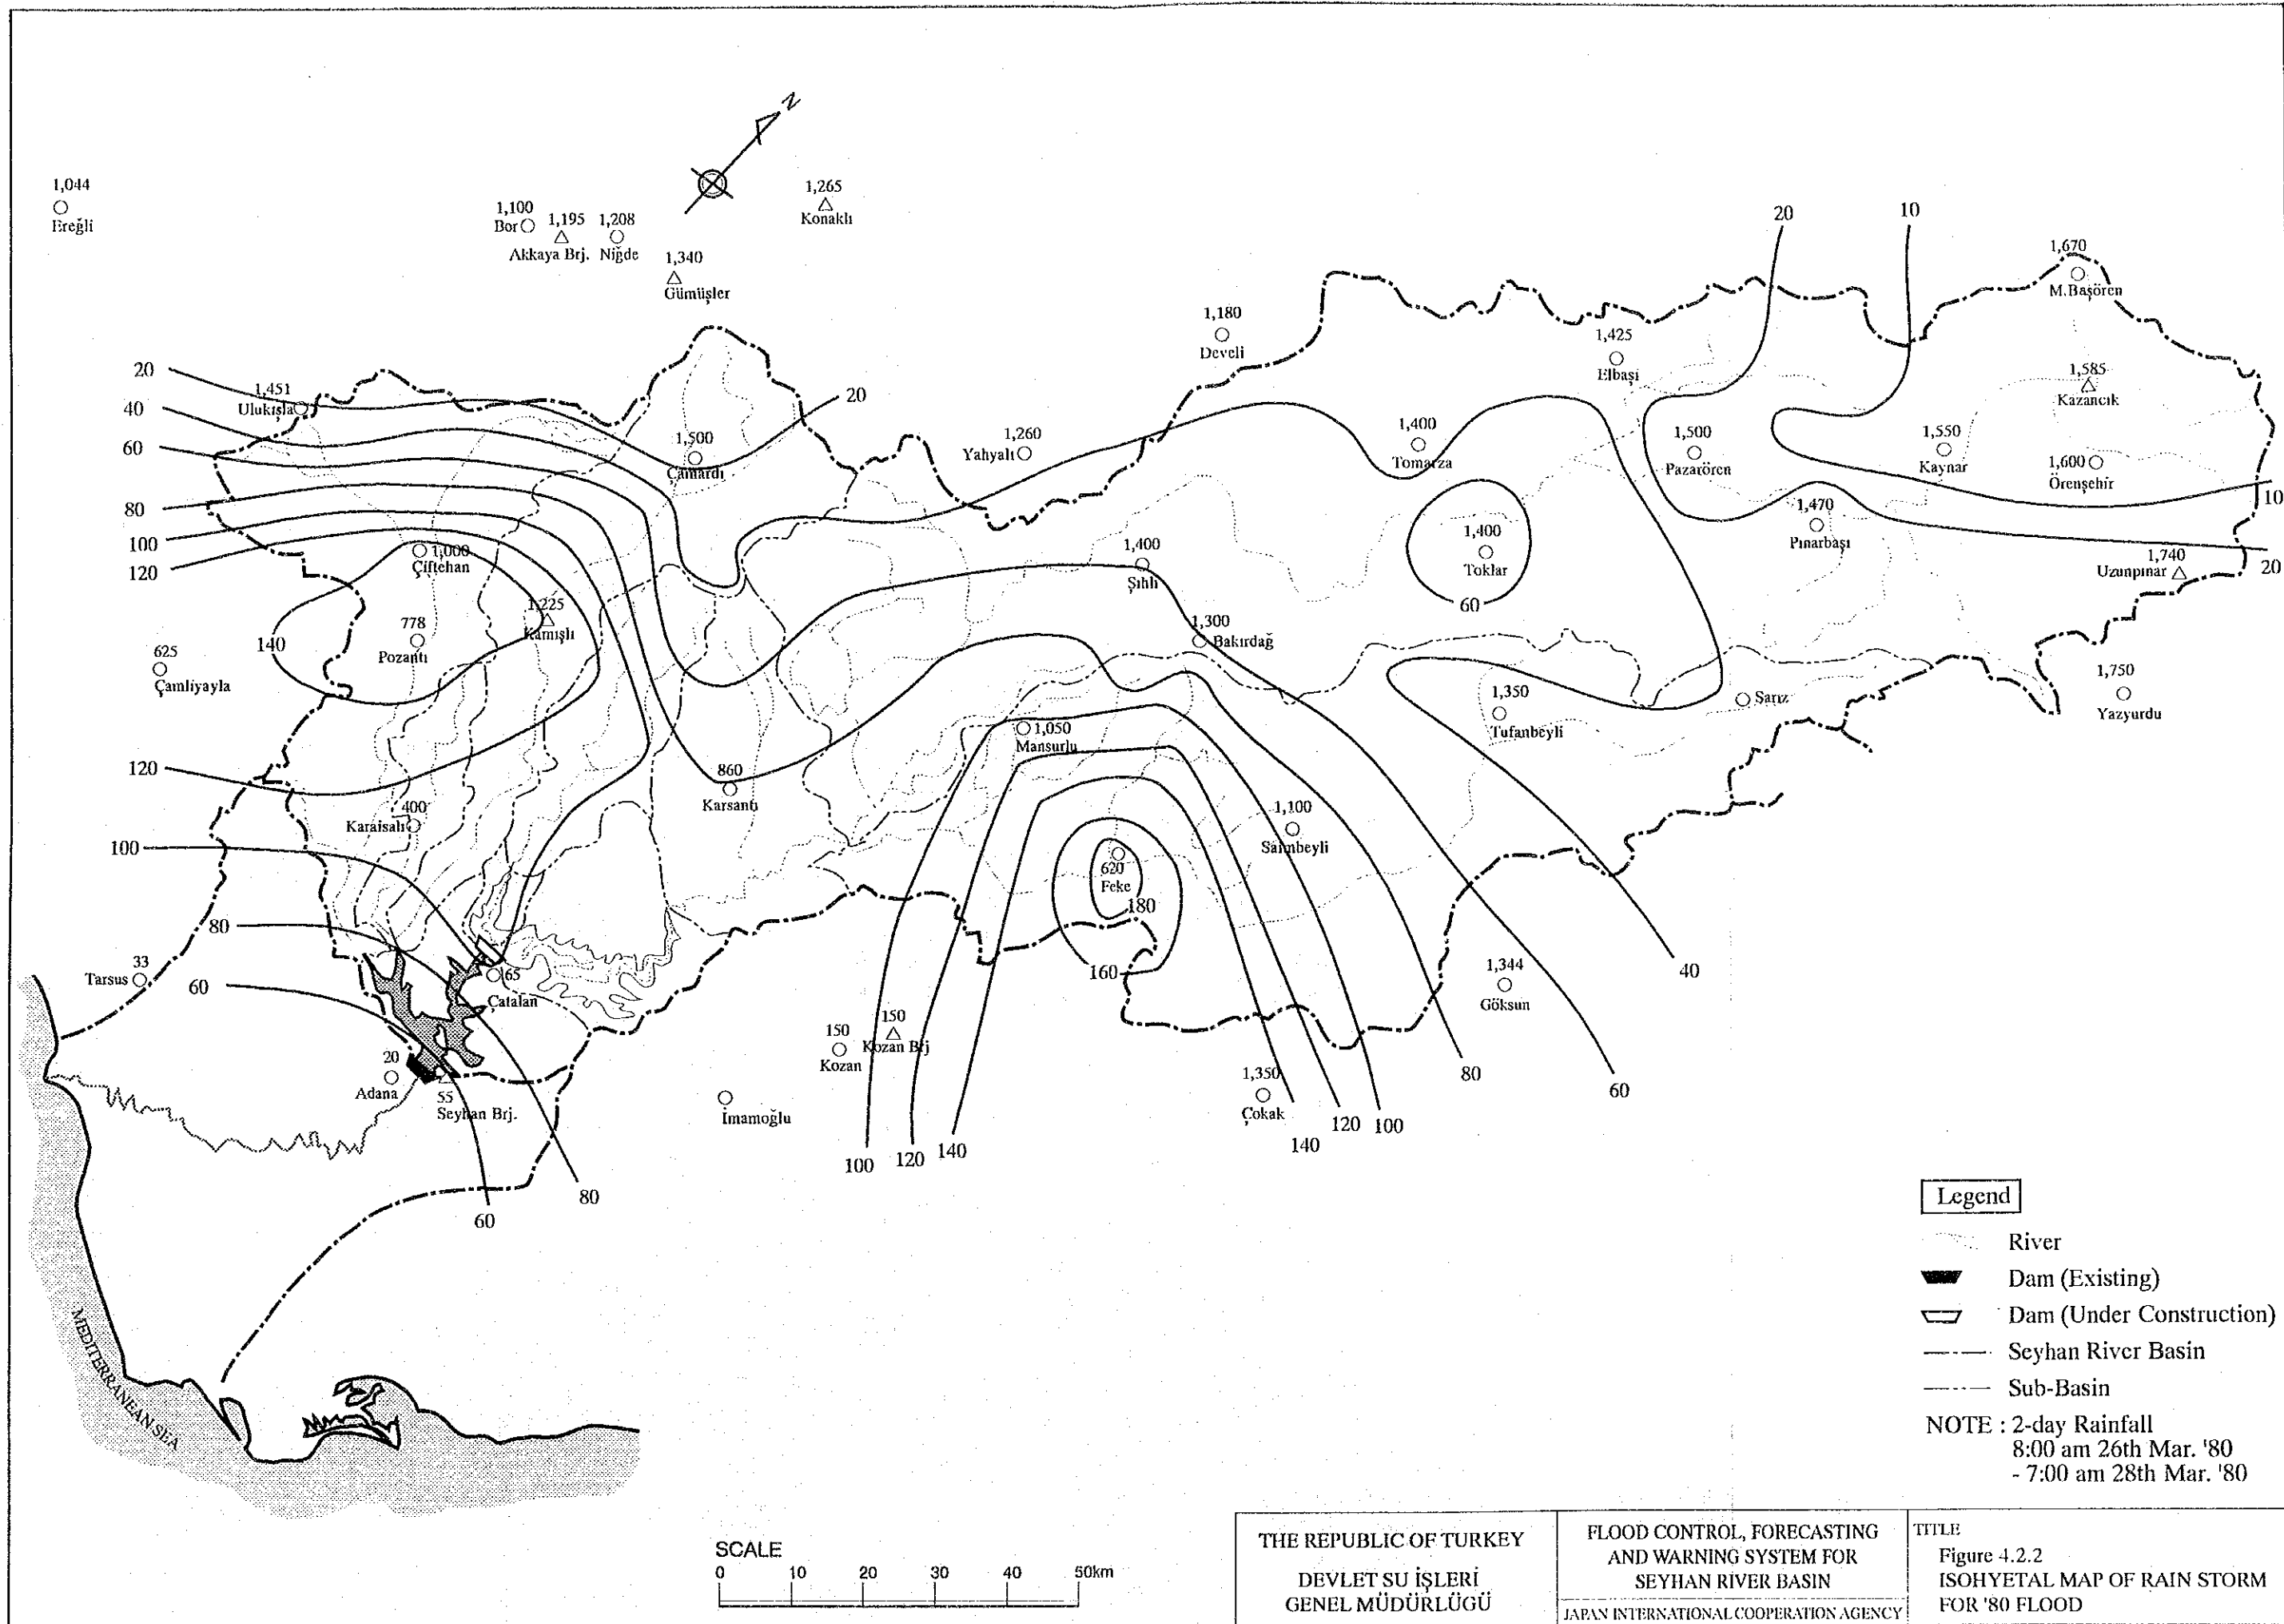 N
1,044
Ereğli
1,100
Bor
1,195
Akkaya Brj.
1,208
Niğde
1,340
Gümüşler
1,265
Konaklı
20
10
1,670
M.Başören
1,180
Develi
1,425
Elbaşi
1,585
Kazancık
20
40
60
80
100
120
1,451
Ulukışla
1,500
Çamardı
20
1,260
Yahyalı
1,400
Tomarza
1,500
Pazarören
1,550
Kaynar
1,600
Örenşehir
10
1,470
Pınarbaşı
20
1,740
Uzunpınar
1,000
Çiftehan
1,400
Şıhlı
1,400
Toklar
60
140
778
Pozantı
1,225
Kamışlı
625
Çamliyayla
1,300
Bakırdağ
1,350
Tufanbeyli
Sarız
1,750
Yazyurdu
120
1,050
Mansurlu
860
Karsantı
400
Karaisalı
100
1,100
Saimbeyli
620
Feke
180
160
80
33
Tarsus
60
165
Çatalan
150
Kozan
150
Kozan Brj
1,344
Göksun
40
20
Adana
55
Seyhan Brj.
İmamoğlu
1,350
Çokak
80
60
100
120
140
140
120
100
80
60
MEDITERRANEAN SEA
Legend
River
Dam (Existing)
Dam (Under Construction)
Seyhan River Basin
Sub-Basin
NOTE : 2-day Rainfall
8:00 am 26th Mar. '80
- 7:00 am 28th Mar. '80
SCALE
0 10 20 30 40 50km
THE REPUBLIC OF TURKEY
DEVLET SU İŞLERİ
GENEL MÜDÜRLÜGÜ
FLOOD CONTROL, FORECASTING
AND WARNING SYSTEM FOR
SEYHAN RIVER BASIN
JAPAN INTERNATIONAL COOPERATION AGENCY
TITLE
Figure 4.2.2
ISOHYETAL MAP OF RAIN STORM
FOR '80 FLOOD